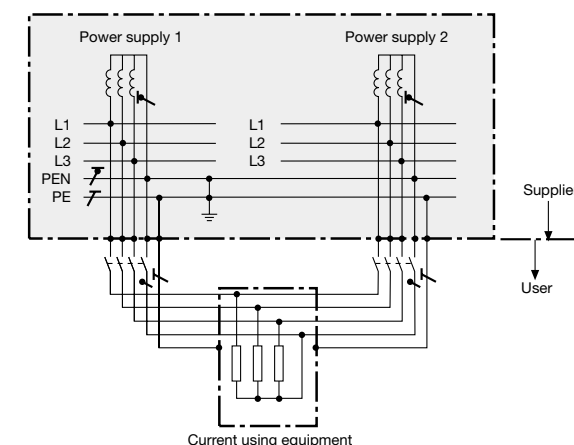 Power supply 1
Power supply 2
L1
L2
L3
PEN
PE
L1
L2
L3
Supplie
User
Current using equipment